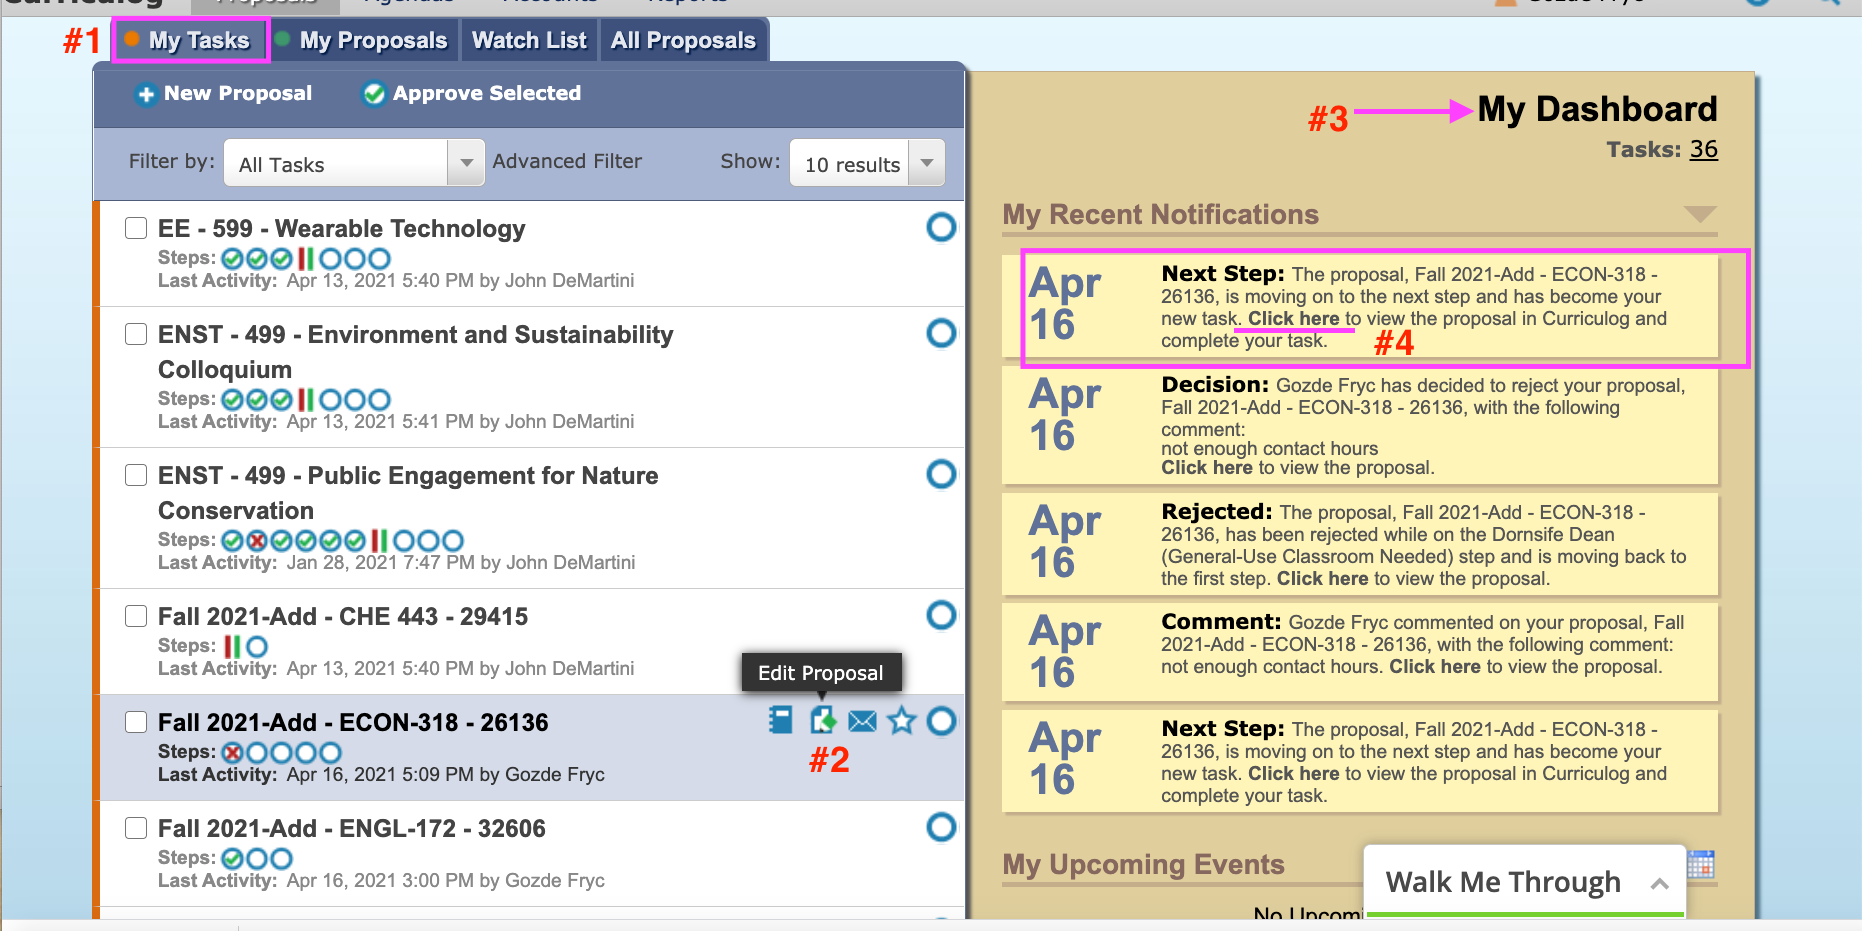 Curriculog
Proposals
Agendas
Accounts
Reports
Gozde Fryc
#1
My Tasks
My Proposals
Watch List
All Proposals
New Proposal
Approve Selected
Filter by:
All Tasks
Advanced Filter
Show:
10 results
EE - 599 - Wearable Technology
Steps:
Last Activity: Apr 13, 2021 5:40 PM by John DeMartini
ENST - 499 - Environment and Sustainability
Colloquium
Steps:
Last Activity: Apr 13, 2021 5:41 PM by John DeMartini
ENST - 499 - Public Engagement for Nature
Conservation
Steps:
Last Activity: Jan 28, 2021 7:47 PM by John DeMartini
Fall 2021-Add - CHE 443 - 29415
Steps:
Last Activity: Apr 13, 2021 5:40 PM by John DeMartini
Edit Proposal
Fall 2021-Add - ECON-318 - 26136
#2
Steps:
Last Activity: Apr 16, 2021 5:09 PM by Gozde Fryc
Fall 2021-Add - ENGL-172 - 32606
Steps:
Last Activity: Apr 16, 2021 3:00 PM by Gozde Fryc
#3
My Dashboard
Tasks: 36
My Recent Notifications
Apr
16
Next Step: The proposal, Fall 2021-Add - ECON-318 -
26136, is moving on to the next step and has become your
new task. Click here to view the proposal in Curriculog and
complete your task.
#4
Apr
16
Decision: Gozde Fryc has decided to reject your proposal,
Fall 2021-Add - ECON-318 - 26136, with the following
comment:
not enough contact hours
Click here to view the proposal.
Apr
16
Rejected: The proposal, Fall 2021-Add - ECON-318 -
26136, has been rejected while on the Dornsife Dean
(General-Use Classroom Needed) step and is moving back to
the first step. Click here to view the proposal.
Apr
16
Comment: Gozde Fryc commented on your proposal, Fall
2021-Add - ECON-318 - 26136, with the following comment:
not enough contact hours. Click here to view the proposal.
Apr
16
Next Step: The proposal, Fall 2021-Add - ECON-318 -
26136, is moving on to the next step and has become your
new task. Click here to view the proposal in Curriculog and
complete your task.
My Upcoming Events
No Upcomi
Walk Me Through